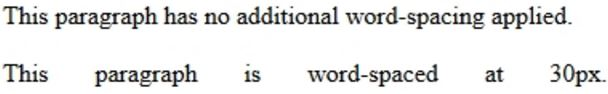 This paragraph has no additional word-spacing applied.
This paragraph is word-spaced at 30px.